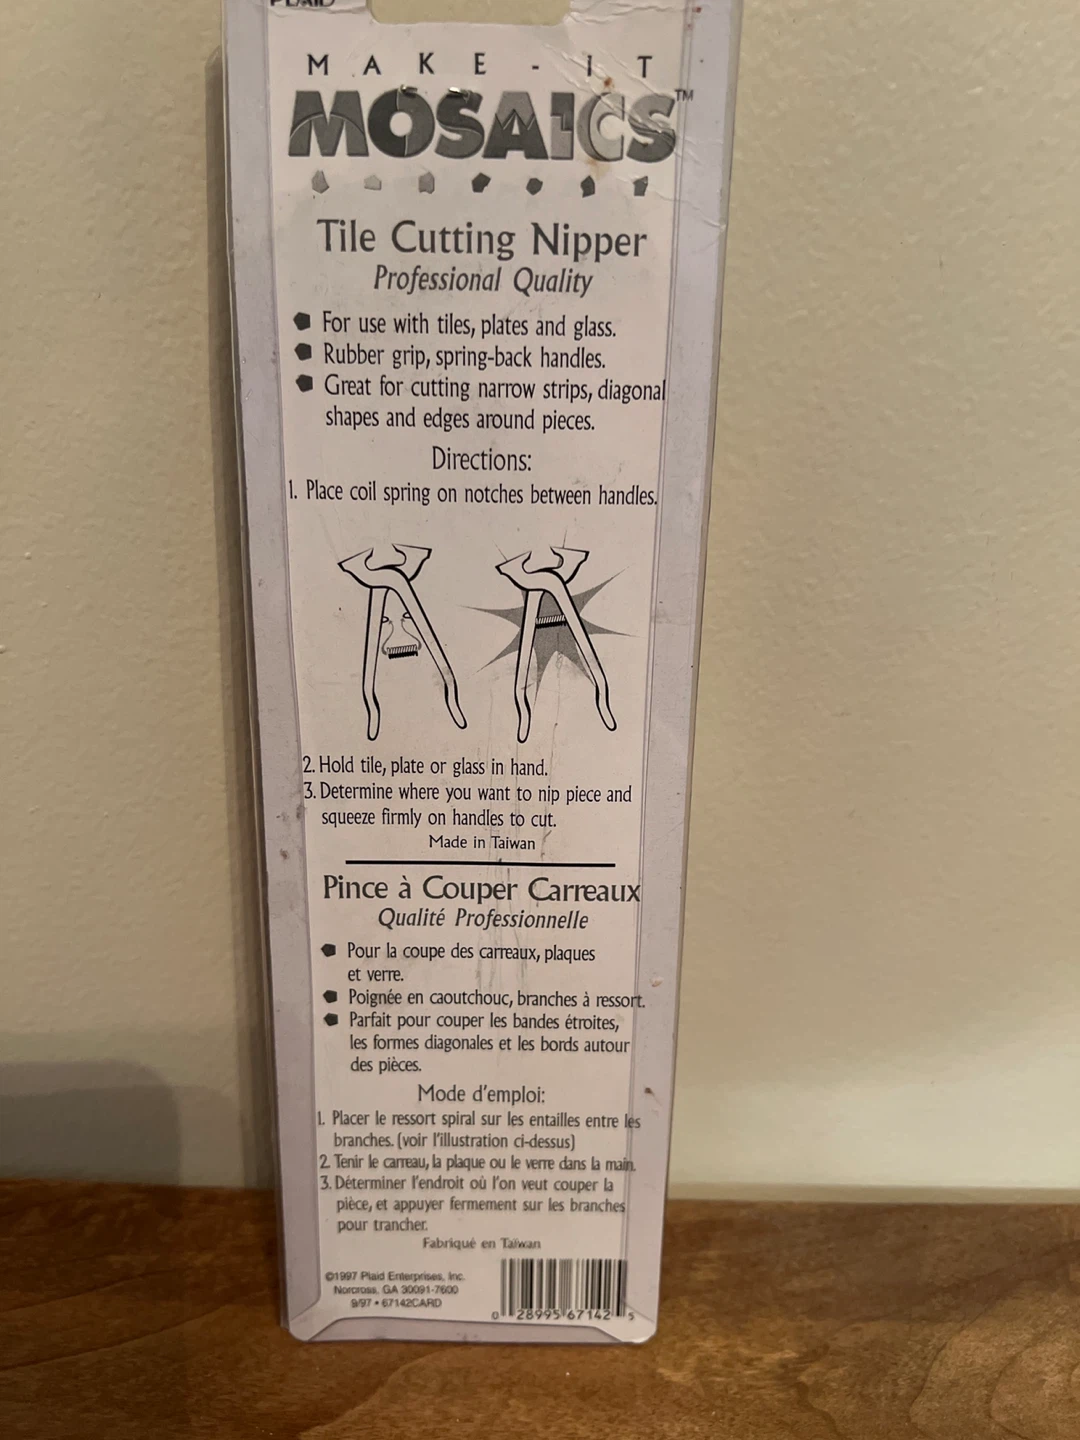 PLAID
MAKE-IT
MOSAICS™
Tile Cutting Nipper
Professional Quality
For use with tiles, plates and glass.
Rubber grip, spring-back handles.
Great for cutting narrow strips, diagonal
shapes and edges around pieces.
Directions:
1. Place coil spring on notches between handles.
2. Hold tile, plate or glass in hand.
3. Determine where you want to nip piece and
squeeze firmly on handles to cut.
Made in Taiwan
Pince à Couper Carreaux
Qualité Professionnelle
Pour la coupe des carreaux, plaques
et verre.
Poignée en caoutchouc, branches à ressort.
Parfait pour couper les bandes étroites,
les formes diagonales et les bords autour
des pièces.
Mode d'emploi:
1. Placer le ressort spiral sur les entailles entre les
branches. (voir l'illustration ci-dessus)
2. Tenir le carreau, la plaque ou le verre dans la main.
3. Déterminer l'endroit où l'on veut couper la
pièce, et appuyer fermement sur les branches
pour trancher.
Fabriqué en Taïwan
©1997 Plaid Enterprises, Inc.
Norcross, GA 30091-7600
9/97 • 67142CARD
0 28995 67142 5